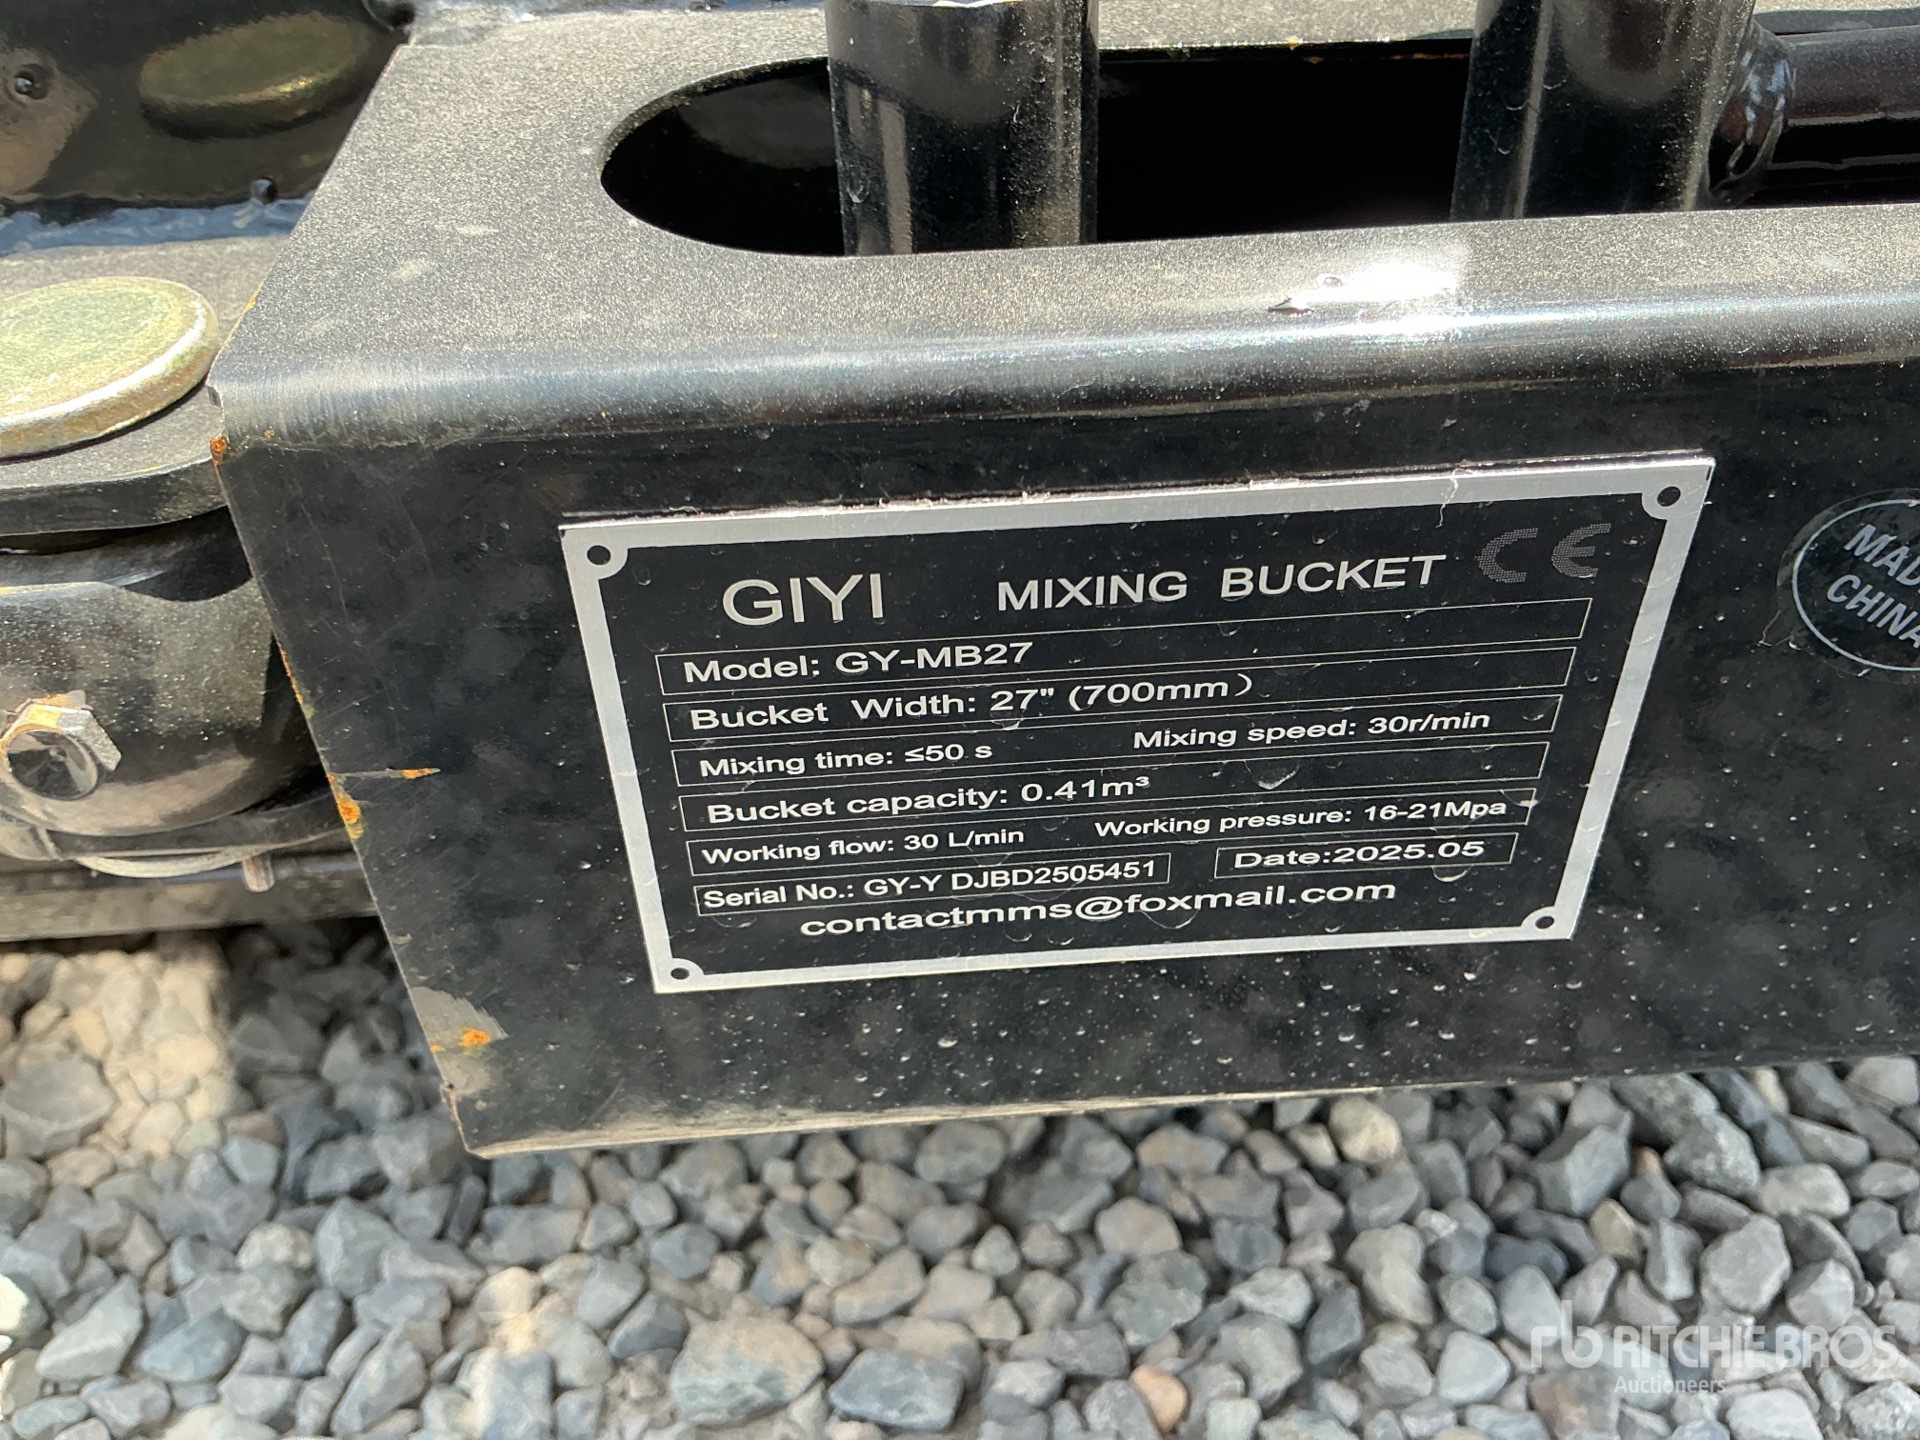 GIYI MIXING BUCKET CE
Model: GY-MB27
Bucket Width: 27" (700mm)
Mixing time: ≤50 s Mixing speed: 30r/min
Bucket capacity: 0.41m³
Working flow: 30 L/min Working pressure: 16-21Mpa
Serial No.: GY-Y DJBD2505451 Date:2025.05
contactmms@foxmail.com
CHINA
rb RITCHIE BROS.
Auctioneers